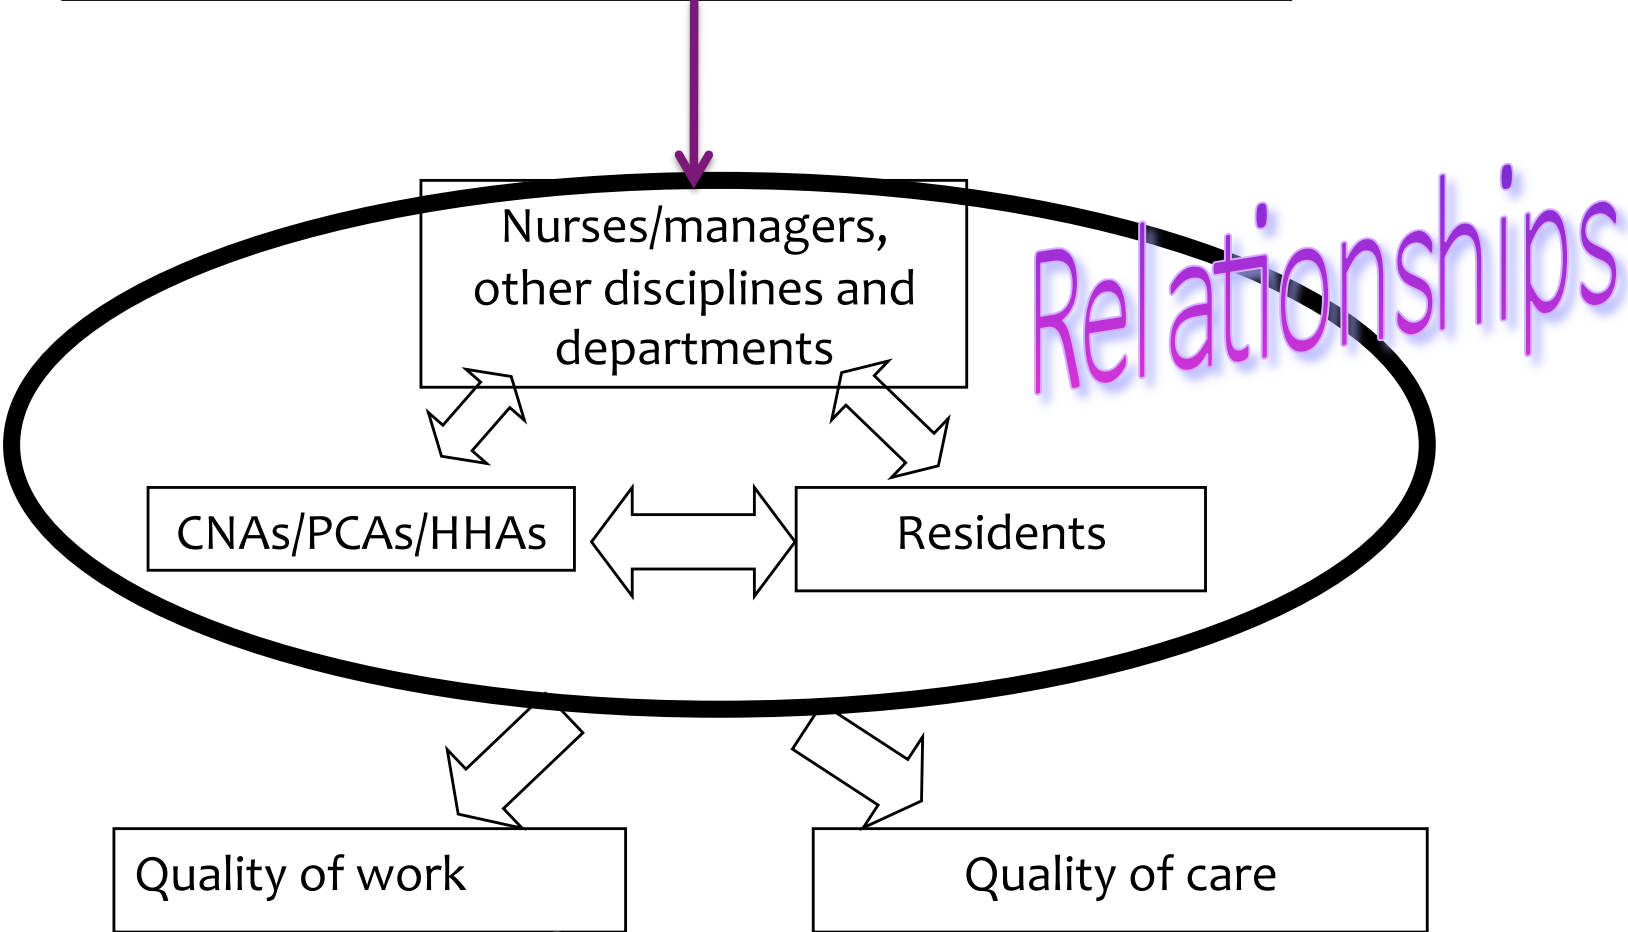 Nurses/managers,
other disciplines and
departments
Relationships
CNAs/PCAs/HHAs
Residents
Quality of work
Quality of care